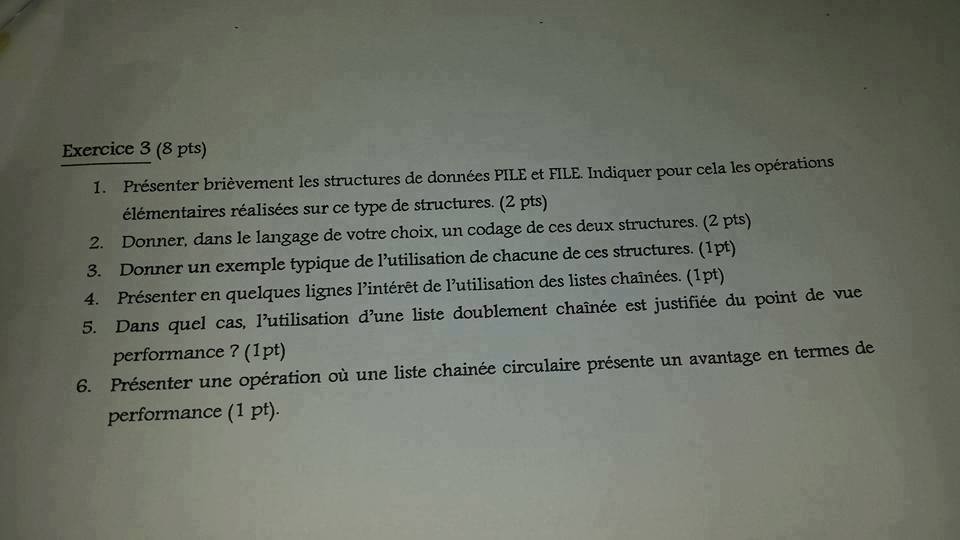 Exercice 3 (8 pts)
1. Présenter brièvement les structures de données PILE et FILE. Indiquer pour cela les opérations
élémentaires réalisées sur ce type de structures. (2 pts)
2. Donner, dans le langage de votre choix, un codage de ces deux structures. (2 pts)
3. Donner un exemple typique de l'utilisation de chacune de ces structures. (1pt)
4. Présenter en quelques lignes l'intérêt de l'utilisation des listes chaînées. (1pt)
5. Dans quel cas, l'utilisation d'une liste doublement chaînée est justifiée du point de vue
performance ? (1pt)
6. Présenter une opération où une liste chainée circulaire présente un avantage en termes de
performance (1 pt).